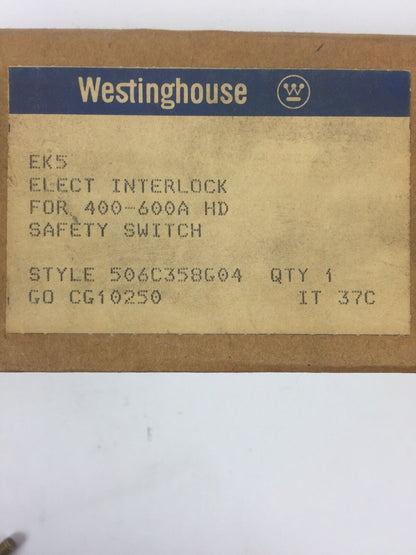 Westinghouse W
EK5
ELECT INTERLOCK
FOR 400-600A HD
SAFETY SWITCH
STYLE 506C358G04 QTY 1
GO CG10250 IT 37C